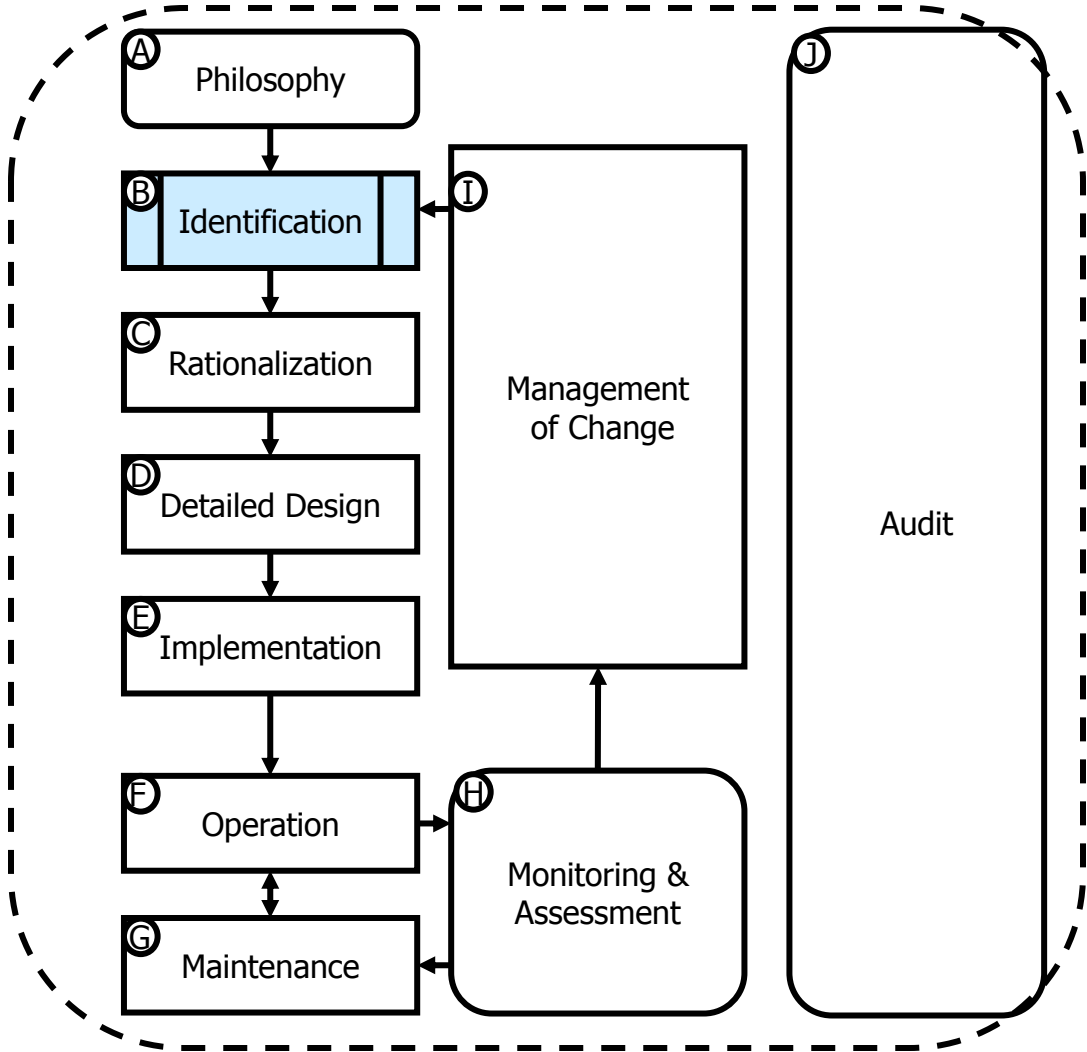 A
Philosophy
B
Identification
C
Rationalization
D
Detailed Design
E
Implementation
F
Operation
G
Maintenance
H
Monitoring &
Assessment
I
Management
of Change
J
Audit